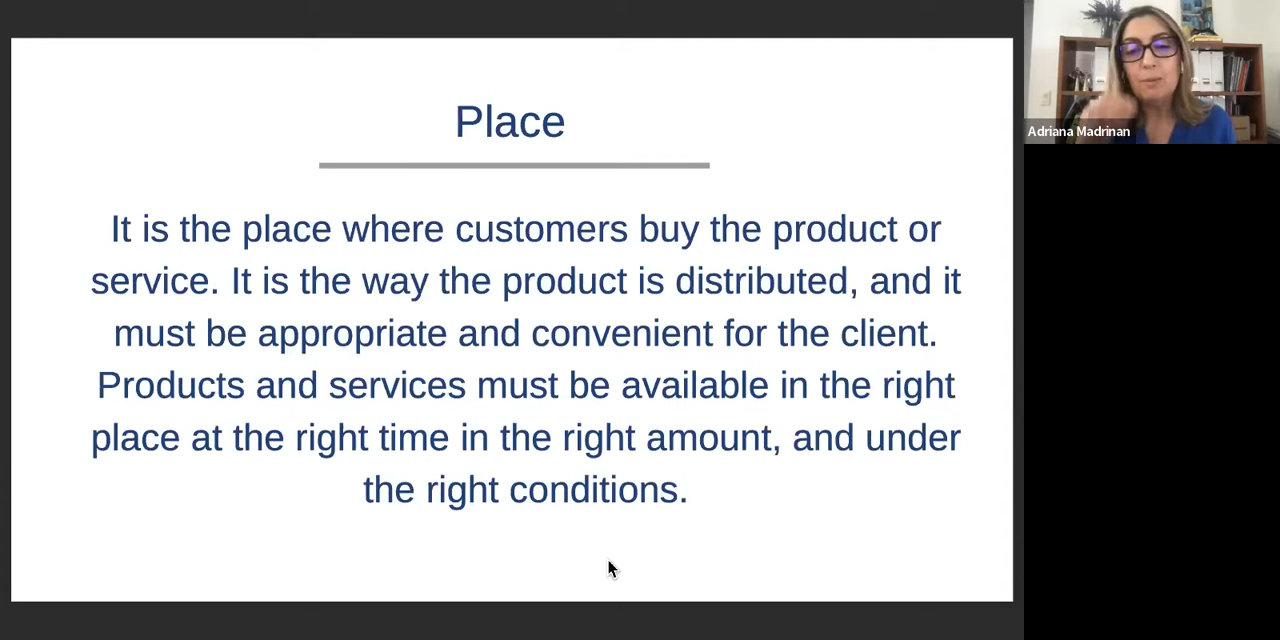 Place
It is the place where customers buy the product or
service. It is the way the product is distributed, and it
must be appropriate and convenient for the client.
Products and services must be available in the right
place at the right time in the right amount, and under
the right conditions.
Adriana Madrinan